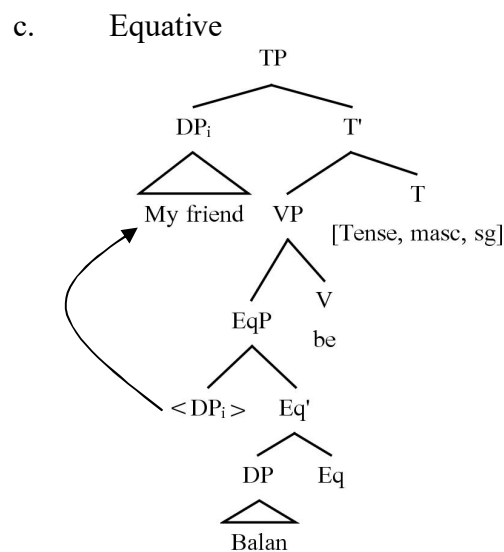 c. Equative
TP
DPᵢ T'
T
My friend VP
[Tense, masc, sg]
V
EqP
be
<DPᵢ> Eq'
DP Eq
Balan